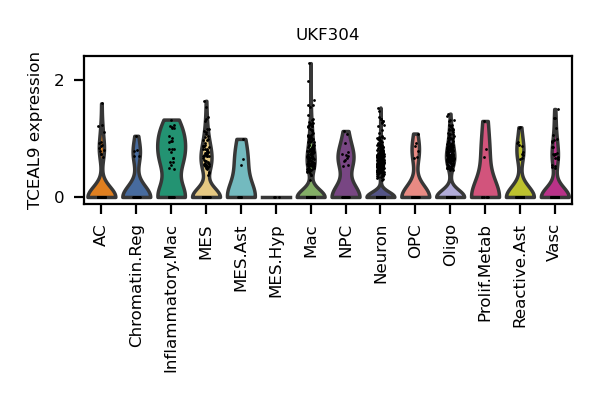 UKF304
TCEAL9 expression
2
0
AC
Chromatin.Reg
Inflammatory.Mac
MES
MES.Ast
MES.Hyp
Mac
NPC
Neuron
OPC
Oligo
Prolif.Metab
Reactive.Ast
Vasc